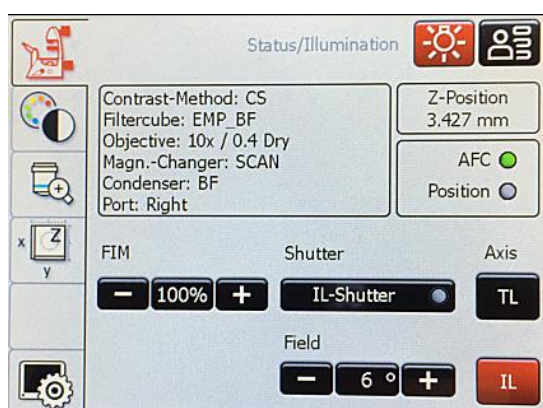 Status/Illumination
Contrast-Method: CS
Filtercube: EMP_BF
Objective: 10x / 0.4 Dry
Magn.-Changer: SCAN
Condenser: BF
Port: Right
Z-Position
3.427 mm
AFC
Position
x Z
y
FIM
Shutter
Axis
100%
IL-Shutter
TL
Field
6
IL